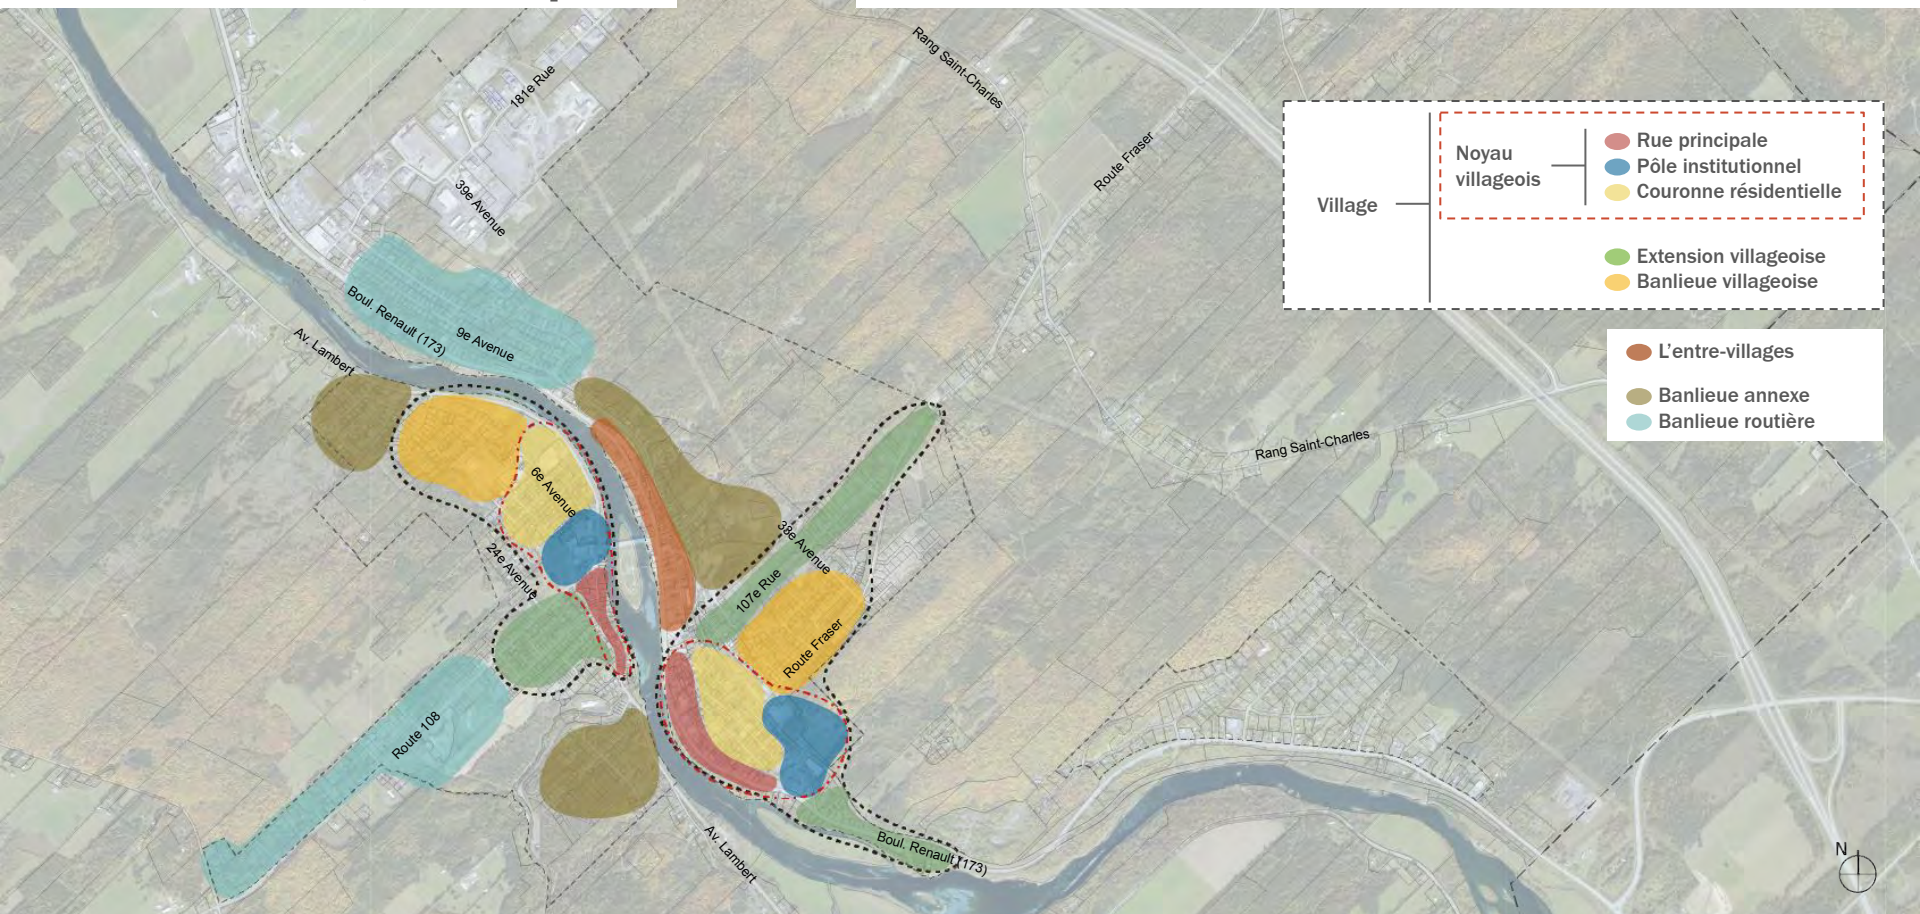 Rang Saint-Charles
181e Rue
Route Fraser
39e Avenue
Noyau
villageois
Rue principale
Pôle institutionnel
Couronne résidentielle
Village
Extension villageoise
Banlieue villageoise
L'entre-villages
Banlieue annexe
Banlieue routière
Boul. Renault (173)
9e Avenue
Av. Lambert
Rang Saint-Charles
6e Avenue
24e Avenue
38e Avenue
107e Rue
Route Fraser
Route 108
Boul. Renault (173)
Av. Lambert
N